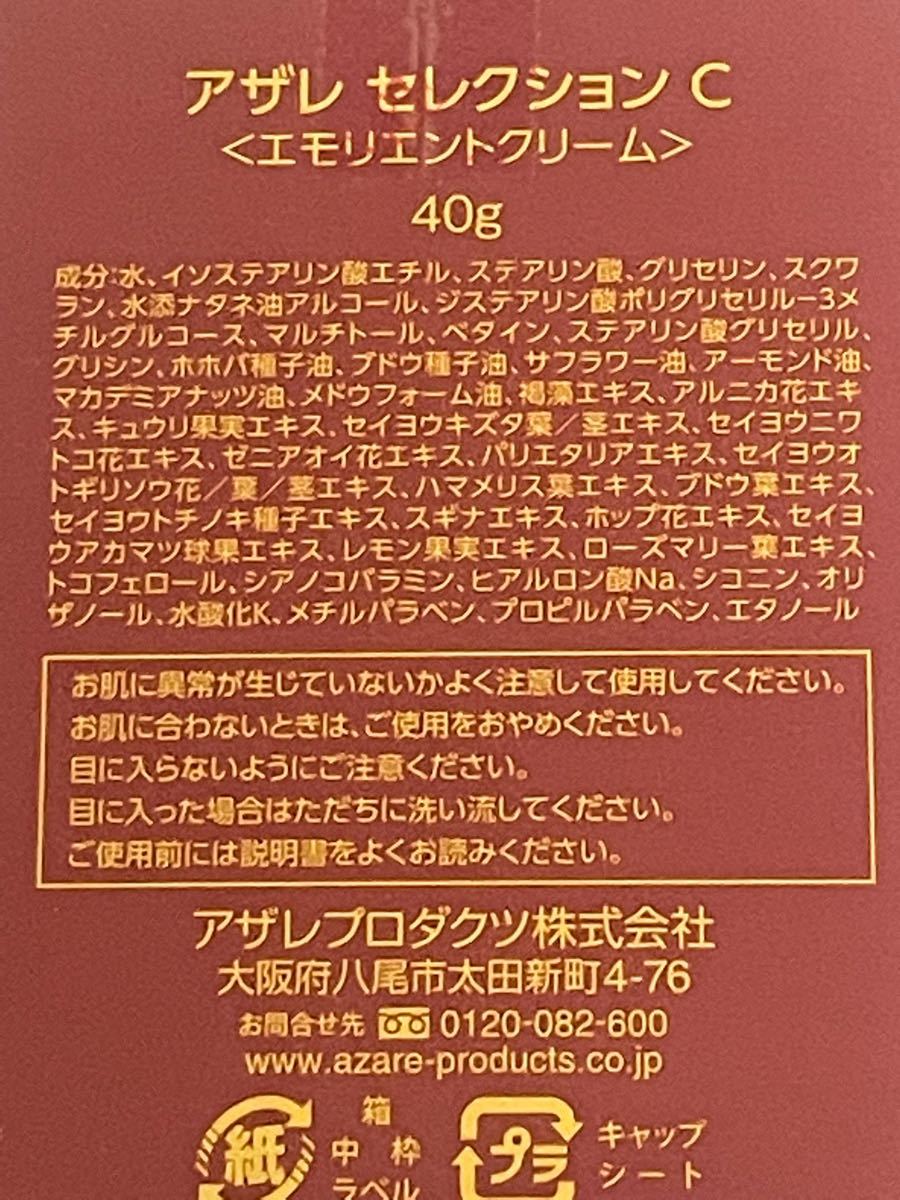 アザレ セレクション C
<エモリエントクリーム>
40g
成分:水、イソステアリン酸エチル、ステアリン酸、グリセリン、スクワ
ラン、水添ナタネ油アルコール、ジステアリン酸ポリグリセリル−3メ
チルグルコース、マルチトール、ベタイン、ステアリン酸グリセリル、
グリシン、ホホバ種子油、ブドウ種子油、サフラワー油、アーモンド油、
マカデミアナッツ油、メドウフォーム油、褐藻エキス、アルニカ花エキ
ス、キュウリ果実エキス、セイヨウキズタ葉/茎エキス、セイヨウニワ
トコ花エキス、ゼニアオイ花エキス、パリエタリアエキス、セイヨウオ
トギリソウ花/葉/茎エキス、ハマメリス葉エキス、ブドウ葉エキス、
セイヨウトチノキ種子エキス、スギナエキス、ホップ花エキス、セイヨ
ウアカマツ球果エキス、レモン果実エキス、ローズマリー葉エキス、
トコフェロール、シアノコバラミン、ヒアルロン酸Na、シコニン、オリ
ザノール、水酸化K、メチルパラベン、プロピルパラベン、エタノール
お肌に異常が生じていないかよく注意して使用してください。
お肌に合わないときは、ご使用をおやめください。
目に入らないようにご注意ください。
目に入った場合はただちに洗い流してください。
ご使用前には説明書をよくお読みください。
アザレプロダクツ株式会社
大阪府八尾市太田新町4-76
お問合せ先 0120-082-600
www.azare-products.co.jp
紙
箱
中枠
ラベル
プラ
キャップ
シート